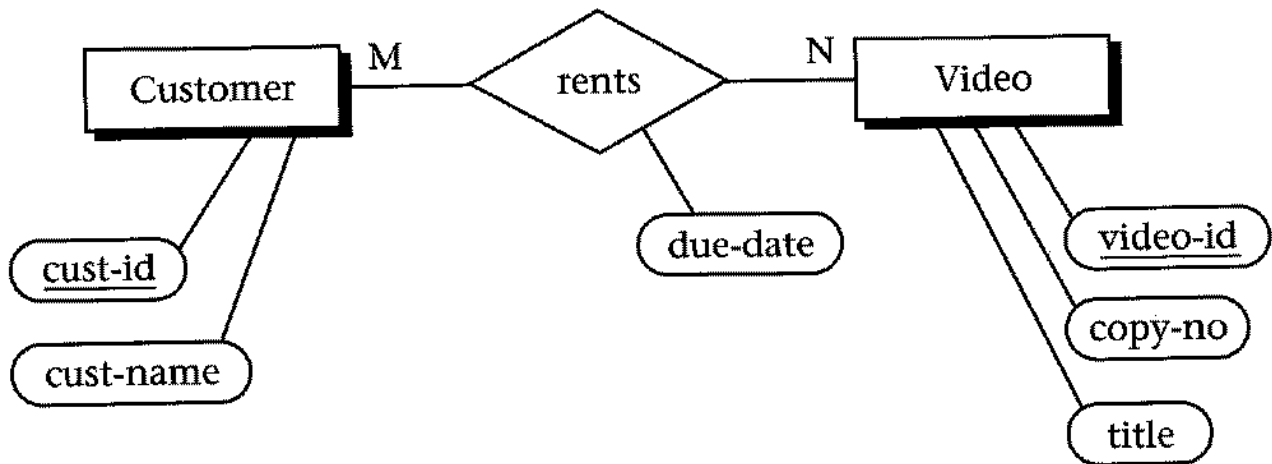 Customer
M
rents
N
Video
cust-id
cust-name
due-date
video-id
copy-no
title